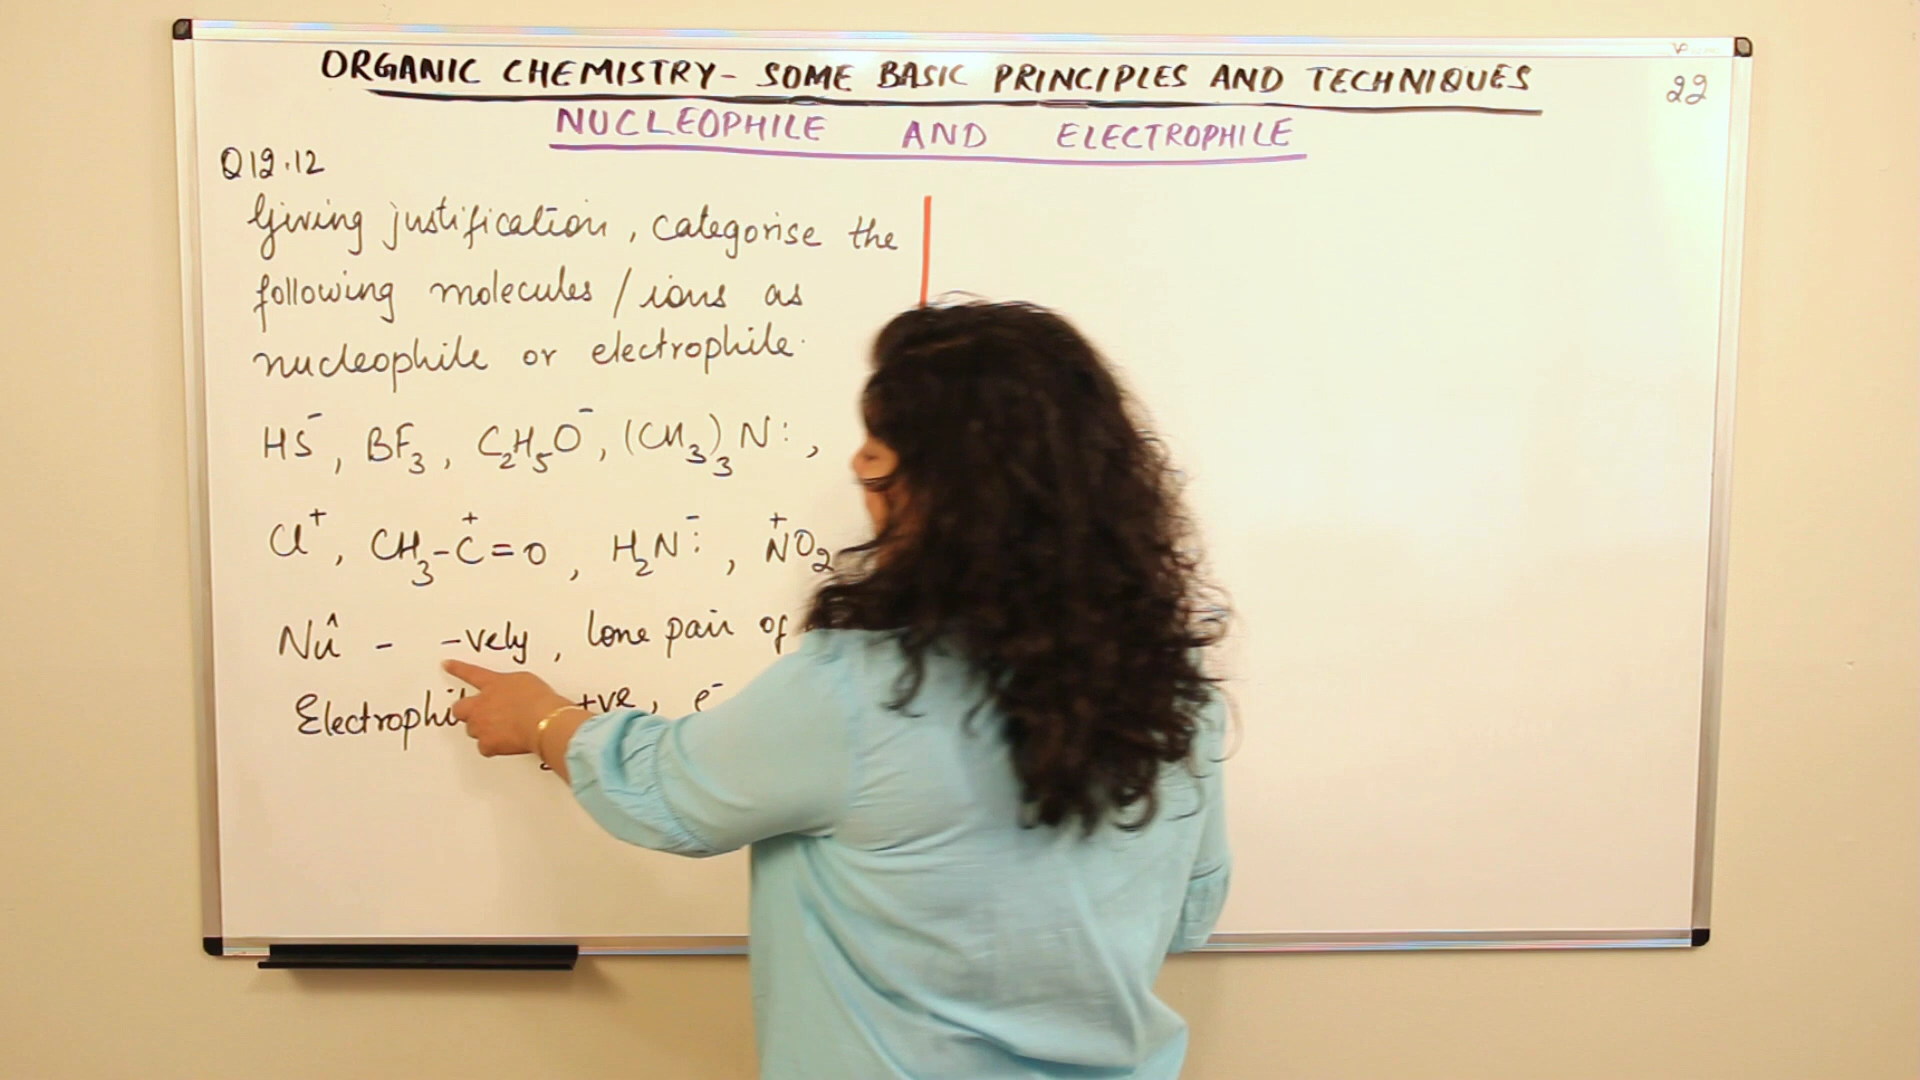 ORGANIC CHEMISTRY- SOME BASIC PRINCIPLES AND TECHNIQUES
22
NUCLEOPHILE AND ELECTROPHILE
Q12.12
Giving justification, categorise the
following molecules / ions as
nucleophile or electrophile.
HS⁻, BF₃, C₂H₅O⁻, (CH₃)₃N:,
Cl⁺, CH₃-C⁺=O, H₂N:⁻, N⁺O₂
Nu - -vely, lone pair of
Electrophi +ve, e⁻